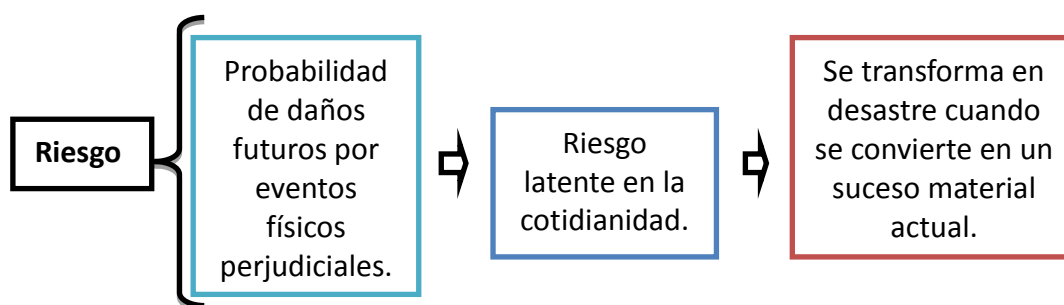 Riesgo
Probabilidad
de daños
futuros por
eventos
físicos
perjudiciales.
Riesgo
latente en la
cotidianidad.
Se transforma en
desastre cuando
se convierte en un
suceso material
actual.